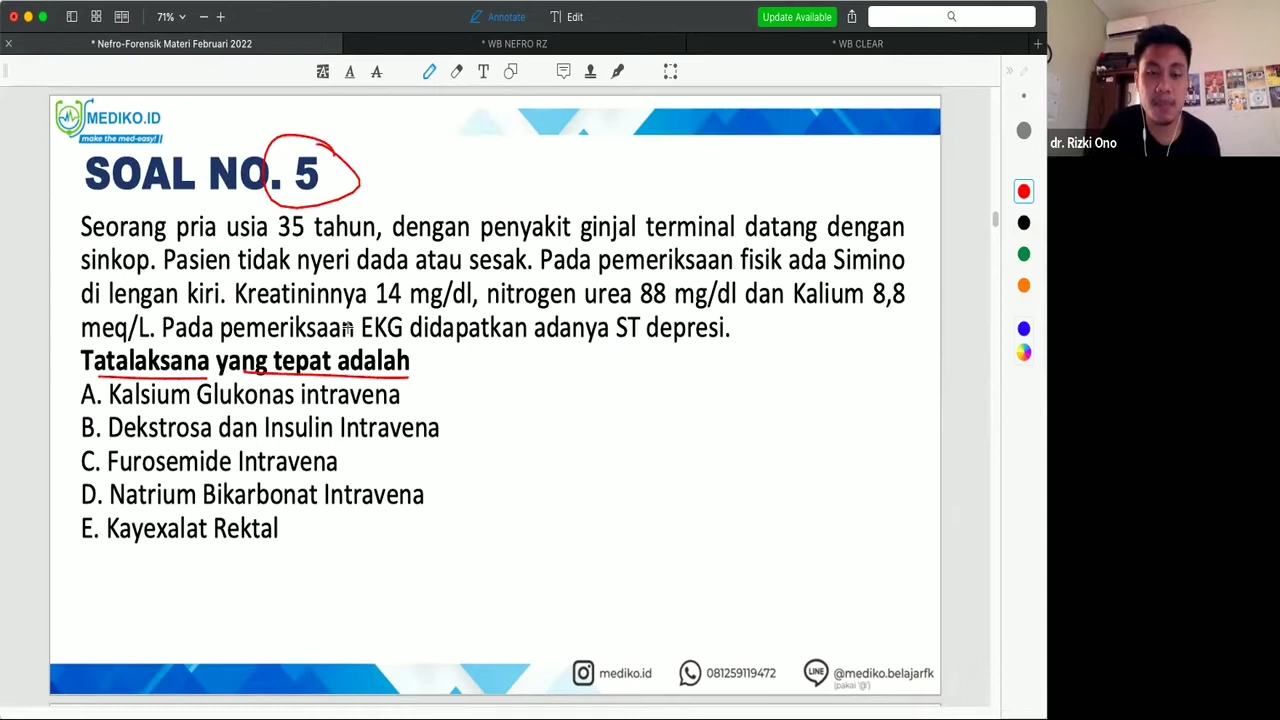 71%
Annotate
Edit
Update Available
* Nefro-Forensik Materi Februari 2022
* WB NEFRO RZ
* WB CLEAR
MEDIKO.ID
make the med-easy!
SOAL NO. 5
Seorang pria usia 35 tahun, dengan penyakit ginjal terminal datang dengan
sinkop. Pasien tidak nyeri dada atau sesak. Pada pemeriksaan fisik ada Simino
di lengan kiri. Kreatininnya 14 mg/dl, nitrogen urea 88 mg/dl dan Kalium 8,8
meq/L. Pada pemeriksaan EKG didapatkan adanya ST depresi.
Tatalaksana yang tepat adalah
A. Kalsium Glukonas intravena
B. Dekstrosa dan Insulin Intravena
C. Furosemide Intravena
D. Natrium Bikarbonat Intravena
E. Kayexalat Rektal
mediko.id
081259119472
LINE
@mediko.belajarfk
(pakai '@')
dr. Rizki Ono